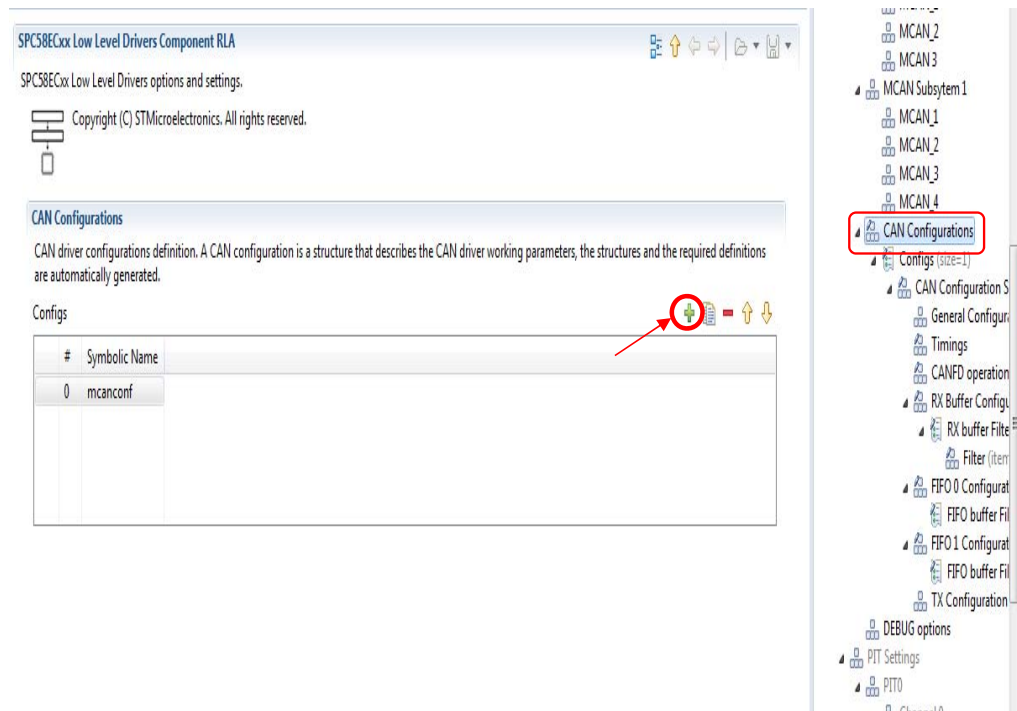 SPC58ECxx Low Level Drivers Component RLA
SPC58ECxx Low Level Drivers options and settings.
Copyright (C) STMicroelectronics. All rights reserved.
CAN Configurations
CAN driver configurations definition. A CAN configuration is a structure that describes the CAN driver working parameters, the structures and the required definitions
are automatically generated.
Configs
# Symbolic Name
0 mcanconf
MCAN_2
MCAN 3
MCAN Subsytem 1
MCAN_1
MCAN_2
MCAN_3
MCAN_4
CAN Configurations
Configs (size=1)
CAN Configuration S
General Configura
Timings
CANFD operation
RX Buffer Configu
RX buffer Filte
Filter (item
FIFO 0 Configurat
FIFO buffer Fil
FIFO 1 Configurat
FIFO buffer Fil
TX Configuration
DEBUG options
PIT Settings
PIT0